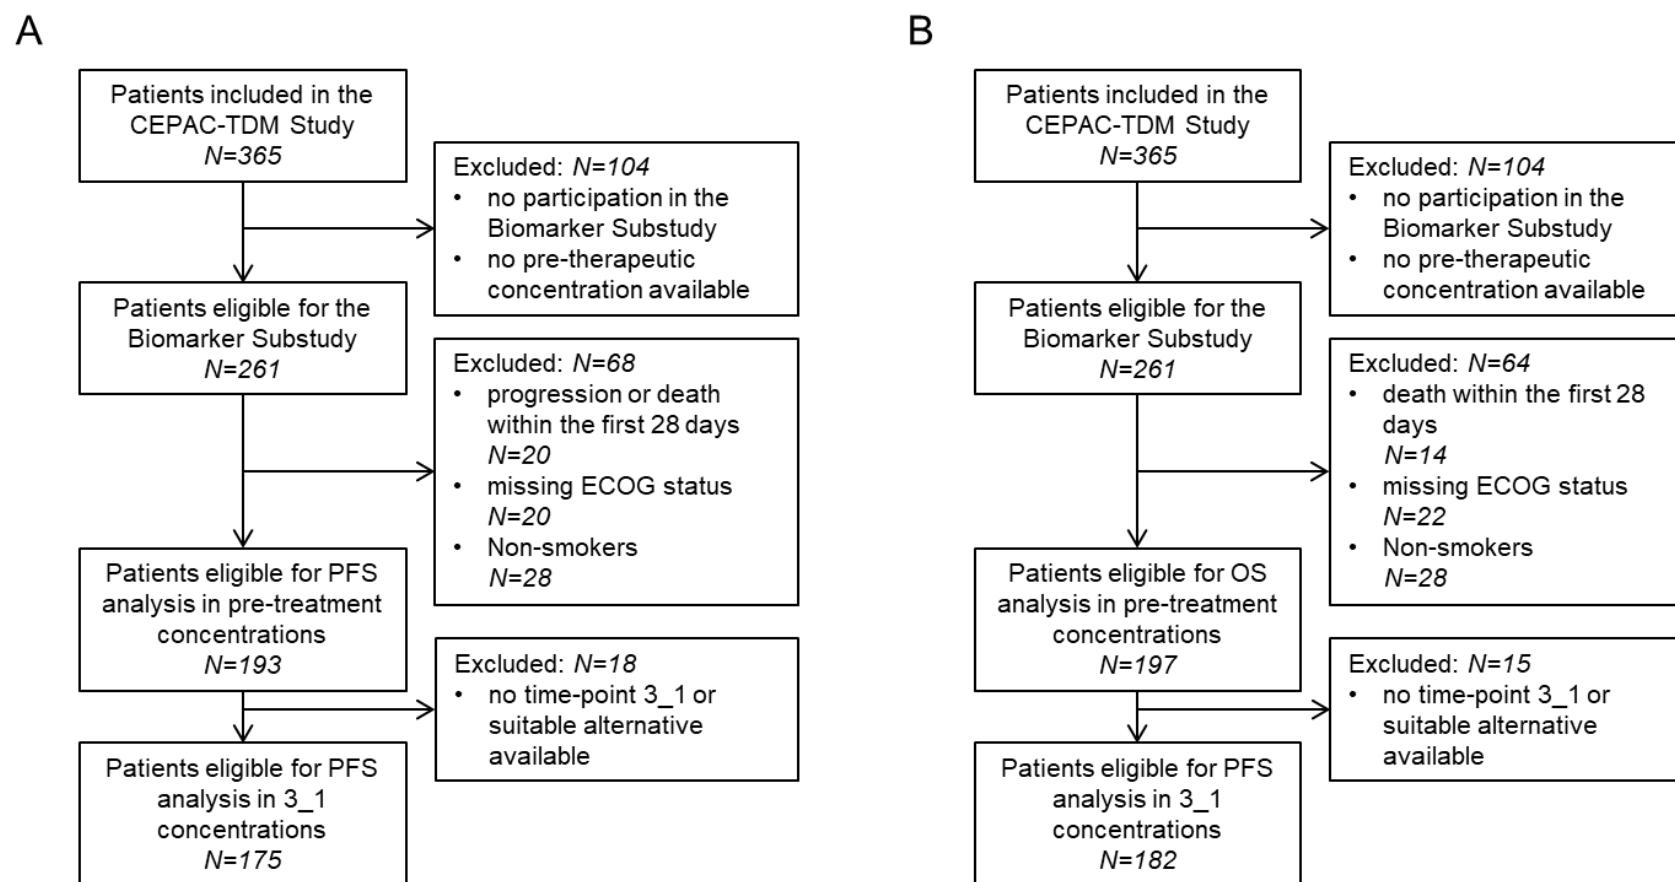 A
Patients included in the
CEPAC-TDM Study
N=365
Excluded: N=104
• no participation in the
Biomarker Substudy
• no pre-therapeutic
concentration available
Patients eligible for the
Biomarker Substudy
N=261
Excluded: N=68
• progression or death
within the first 28 days
N=20
• missing ECOG status
N=20
• Non-smokers
N=28
Patients eligible for PFS
analysis in pre-treatment
concentrations
N=193
Excluded: N=18
• no time-point 3_1 or
suitable alternative
available
Patients eligible for PFS
analysis in 3_1
concentrations
N=175
B
Patients included in the
CEPAC-TDM Study
N=365
Excluded: N=104
• no participation in the
Biomarker Substudy
• no pre-therapeutic
concentration available
Patients eligible for the
Biomarker Substudy
N=261
Excluded: N=64
• death within the first 28
days
N=14
• missing ECOG status
N=22
• Non-smokers
N=28
Patients eligible for OS
analysis in pre-treatment
concentrations
N=197
Excluded: N=15
• no time-point 3_1 or
suitable alternative
available
Patients eligible for PFS
analysis in 3_1
concentrations
N=182